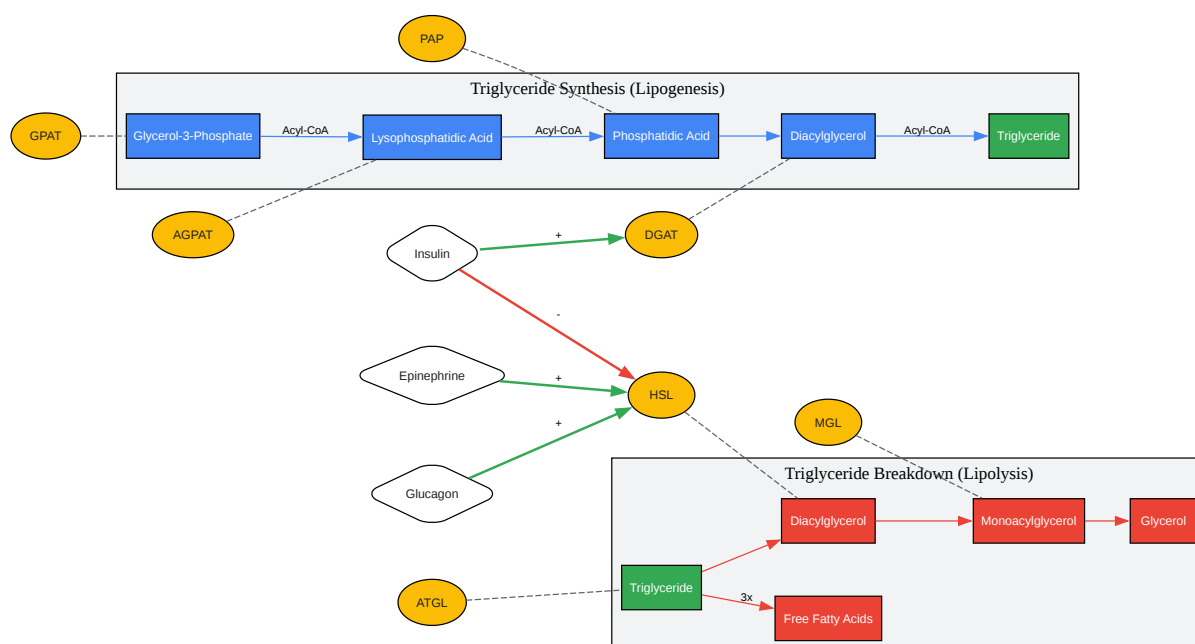 PAP
Triglyceride Synthesis (Lipogenesis)
GPAT
Glycerol-3-Phosphate
Acyl-CoA
Lysophosphatidic Acid
Acyl-CoA
Phosphatidic Acid
Diacylglycerol
Acyl-CoA
Triglyceride
AGPAT
Insulin
+
DGAT
-
Epinephrine
+
HSL
+
MGL
Glucagon
Triglyceride Breakdown (Lipolysis)
Diacylglycerol
Monoacylglycerol
Glycerol
ATGL
Triglyceride
3x
Free Fatty Acids